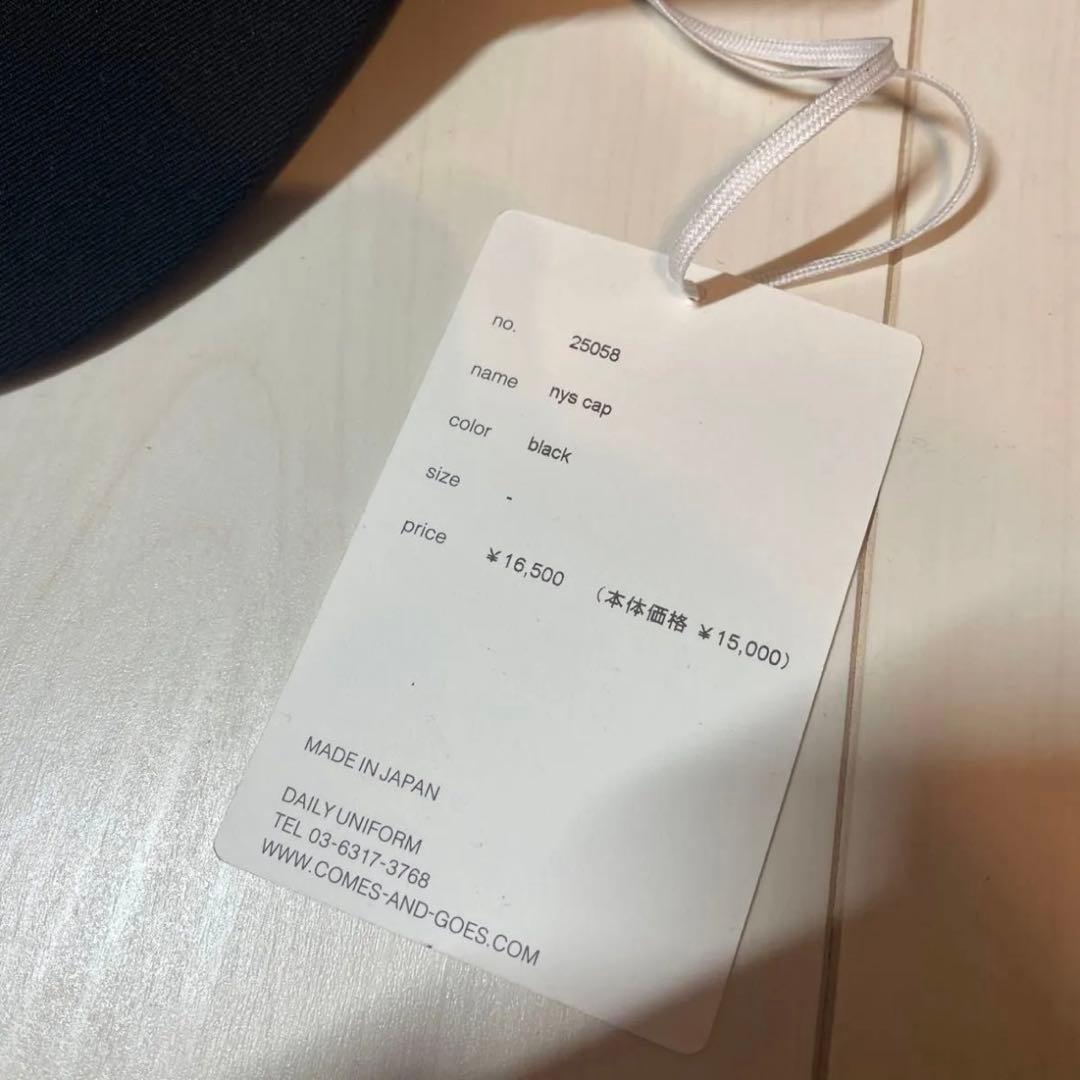 no. 25058
name nys cap
color black
size -
price ¥16,500 (本体価格 ¥15,000)
MADE IN JAPAN
DAILY UNIFORM
TEL 03-6317-3768
WWW.COMES-AND-GOES.COM